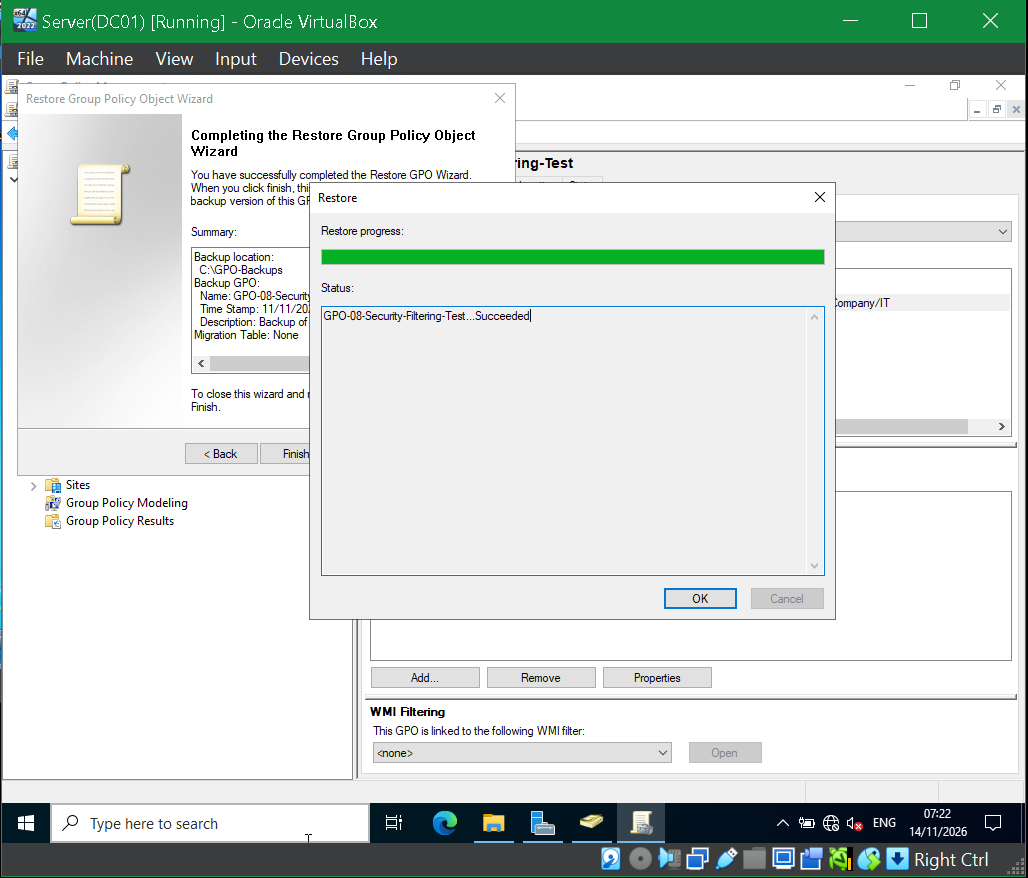 Server(DC01) [Running] - Oracle VirtualBox
File Machine View Input Devices Help
Restore Group Policy Object Wizard
Completing the Restore Group Policy Object
Wizard
You have successfully completed the Restore GPO Wizard.
When you click finish, this
backup version of this GP
Summary:
Backup location:
C:\GPO-Backups
Backup GPO:
Name: GPO-08-Security
Time Stamp: 11/11/202
Description: Backup of
Migration Table: None
To close this wizard and
Finish.
< Back
Finish
ring-Test
Restore
Restore progress:
Status:
GPO-08-Security-Filtering-Test...Succeeded
OK
Cancel
Company/IT
Sites
Group Policy Modeling
Group Policy Results
Add...
Remove
Properties
WMI Filtering
This GPO is linked to the following WMI filter:
<none>
Open
Type here to search
ENG
07:22
14/11/2026
Right Ctrl